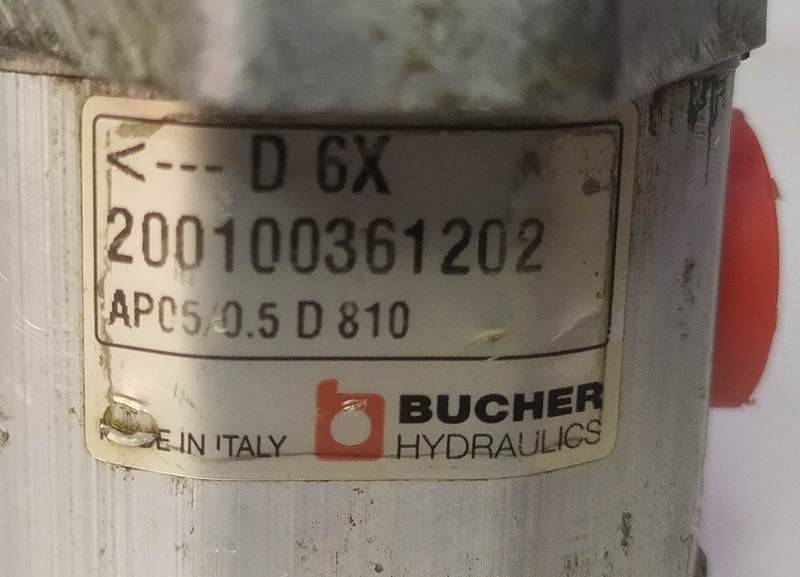 <--- D 6X
200100361202
AP05/0.5 D 810
IN ITALY
BUCHER
HYDRAULICS